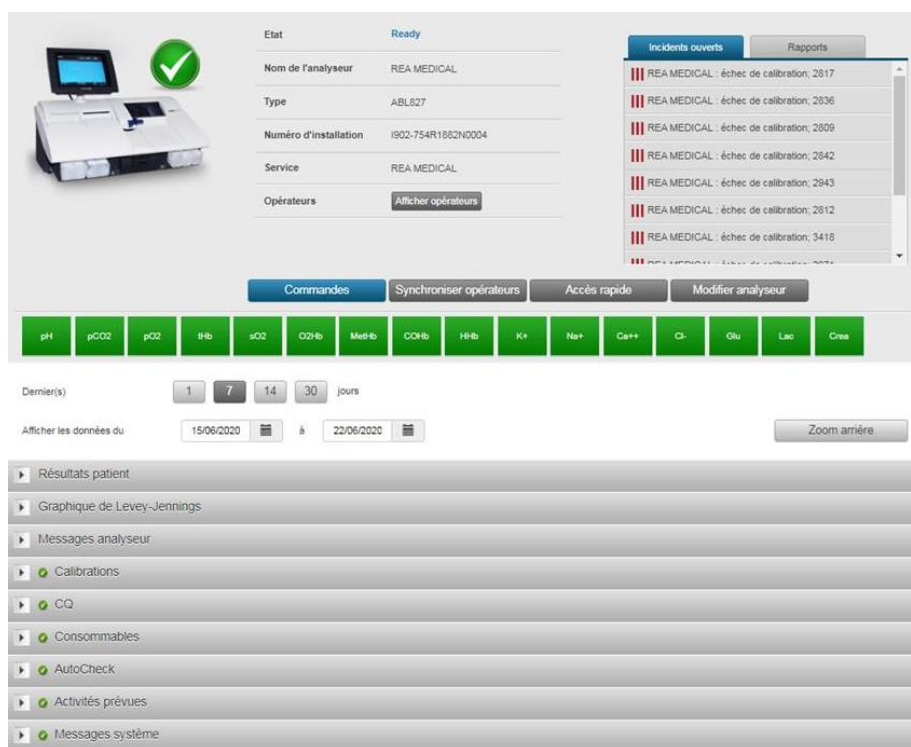 Etat Ready
Nom de l'analyseur REA MEDICAL
Type ABL827
Numéro d'installation I902-754R1882N0004
Service REA MEDICAL
Opérateurs Afficher opérateurs
Incidents ouverts Rapports
REA MEDICAL : échec de calibration; 2817
REA MEDICAL : échec de calibration; 2836
REA MEDICAL : échec de calibration; 2809
REA MEDICAL : échec de calibration; 2842
REA MEDICAL : échec de calibration; 2943
REA MEDICAL : échec de calibration; 2812
REA MEDICAL : échec de calibration; 3418
Commandes Synchroniser opérateurs Accès rapide Modifier analyseur
pH pCO2 pO2 tHb sO2 O2Hb MetHb COHb HHb K+ Na+ Ca++ Cl- Glu Lac Crea
Dernier(s) 1 7 14 30 jours
Afficher les données du 15/06/2020 à 22/06/2020 Zoom arrière
Résultats patient
Graphique de Levey-Jennings
Messages analyseur
Calibrations
CQ
Consommables
AutoCheck
Activités prévues
Messages système